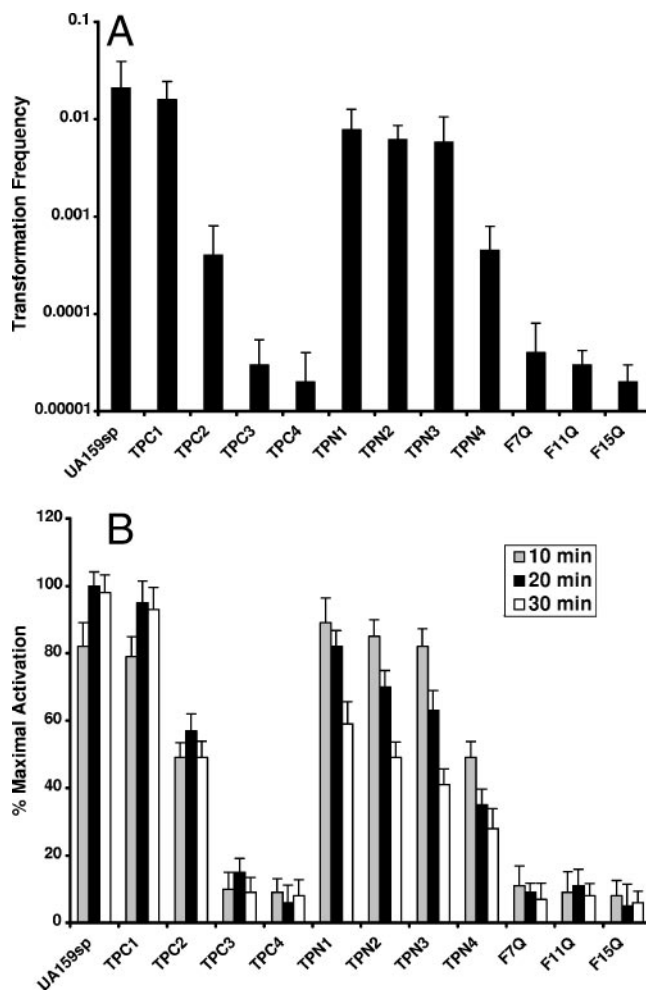 A
Transformation Frequency
0.1
0.01
0.001
0.0001
0.00001
UA159sp
TPC1
TPC2
TPC3
TPC4
TPN1
TPN2
TPN3
TPN4
F7Q
F11Q
F15Q
B
% Maximal Activation
120
100
80
60
40
20
0
10 min
20 min
30 min
UA159sp
TPC1
TPC2
TPC3
TPC4
TPN1
TPN2
TPN3
TPN4
F7Q
F11Q
F15Q